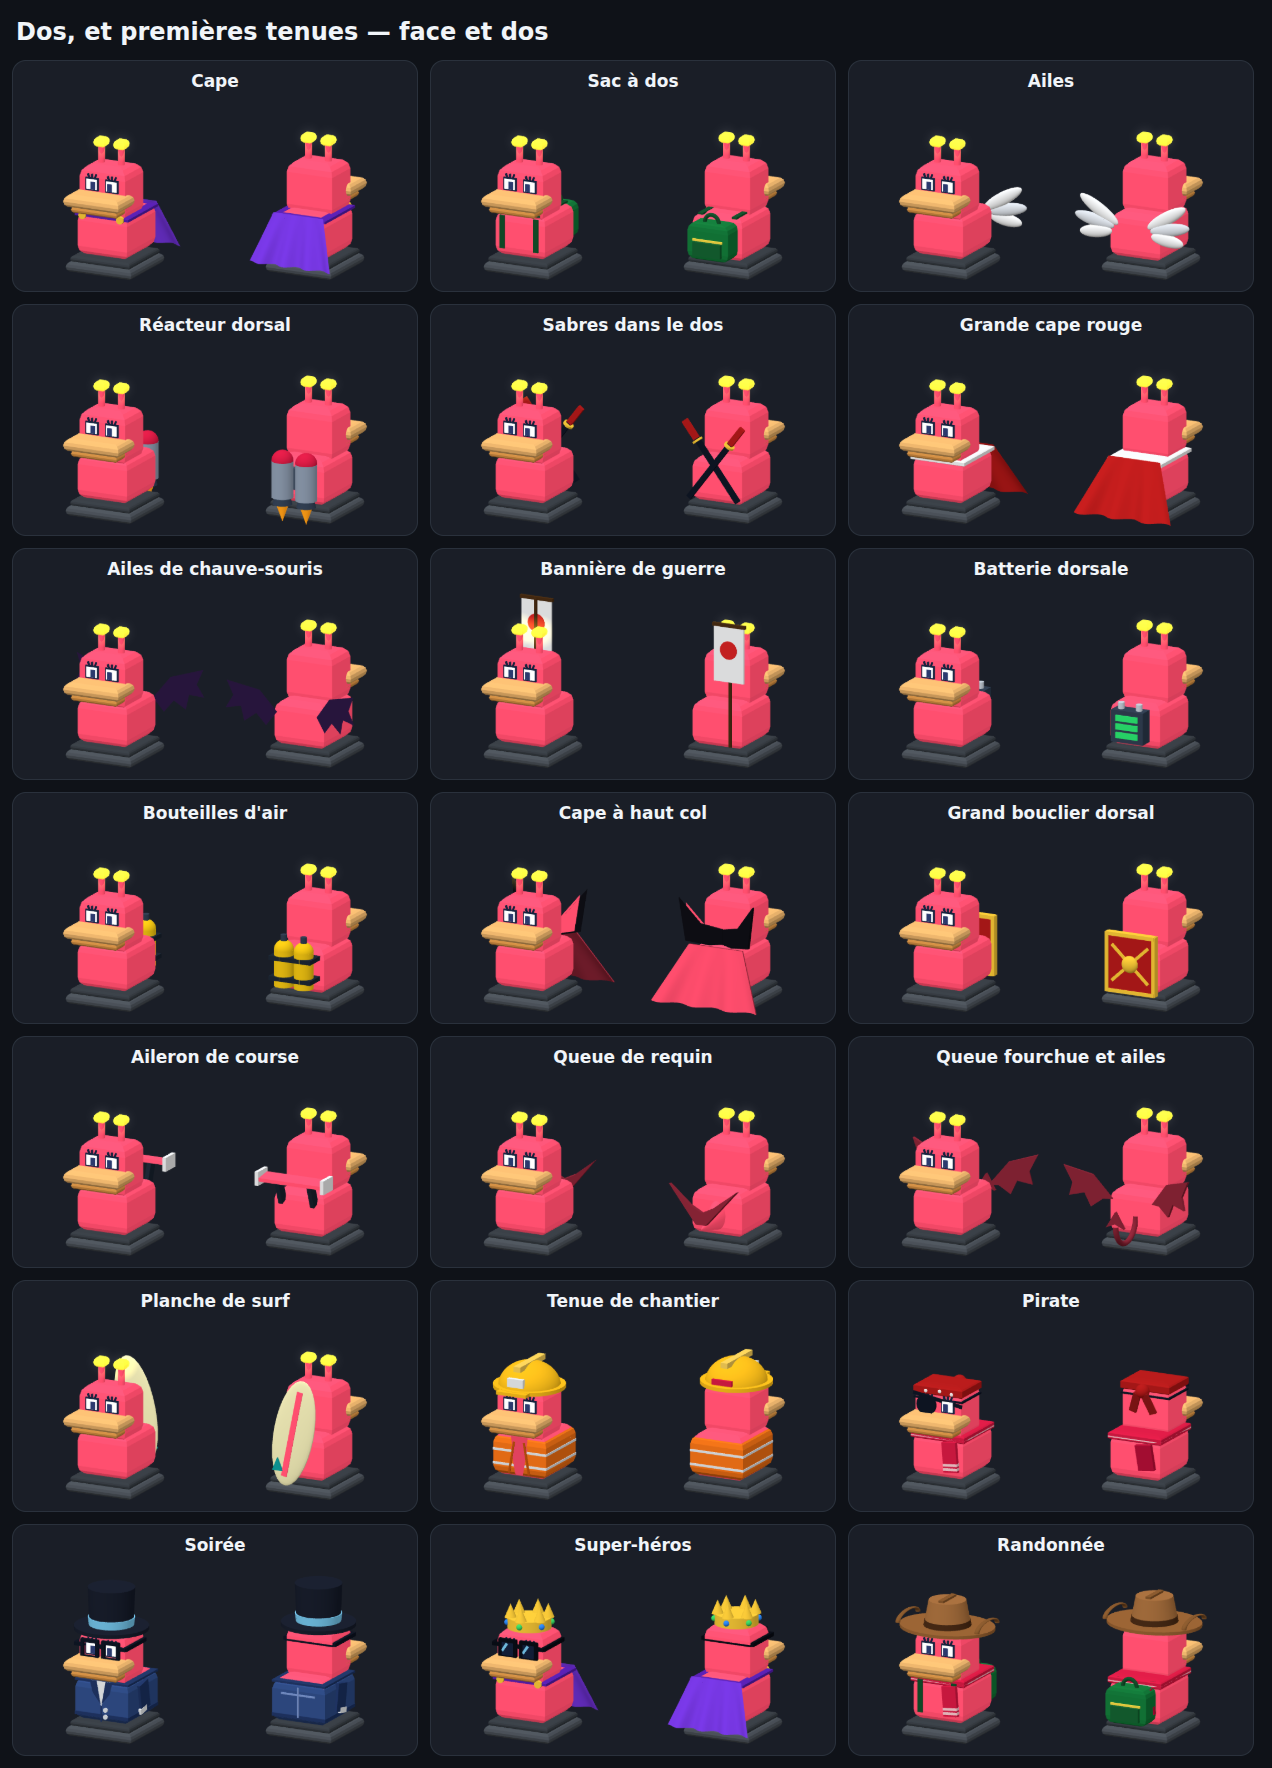 Dos, et premières tenues — face et dos
Cape
Sac à dos
Ailes
Réacteur dorsal
Sabres dans le dos
Grande cape rouge
Ailes de chauve-souris
Bannière de guerre
Batterie dorsale
Bouteilles d'air
Cape à haut col
Grand bouclier dorsal
Aileron de course
Queue de requin
Queue fourchue et ailes
Planche de surf
Tenue de chantier
Pirate
Soirée
Super-héros
Randonnée